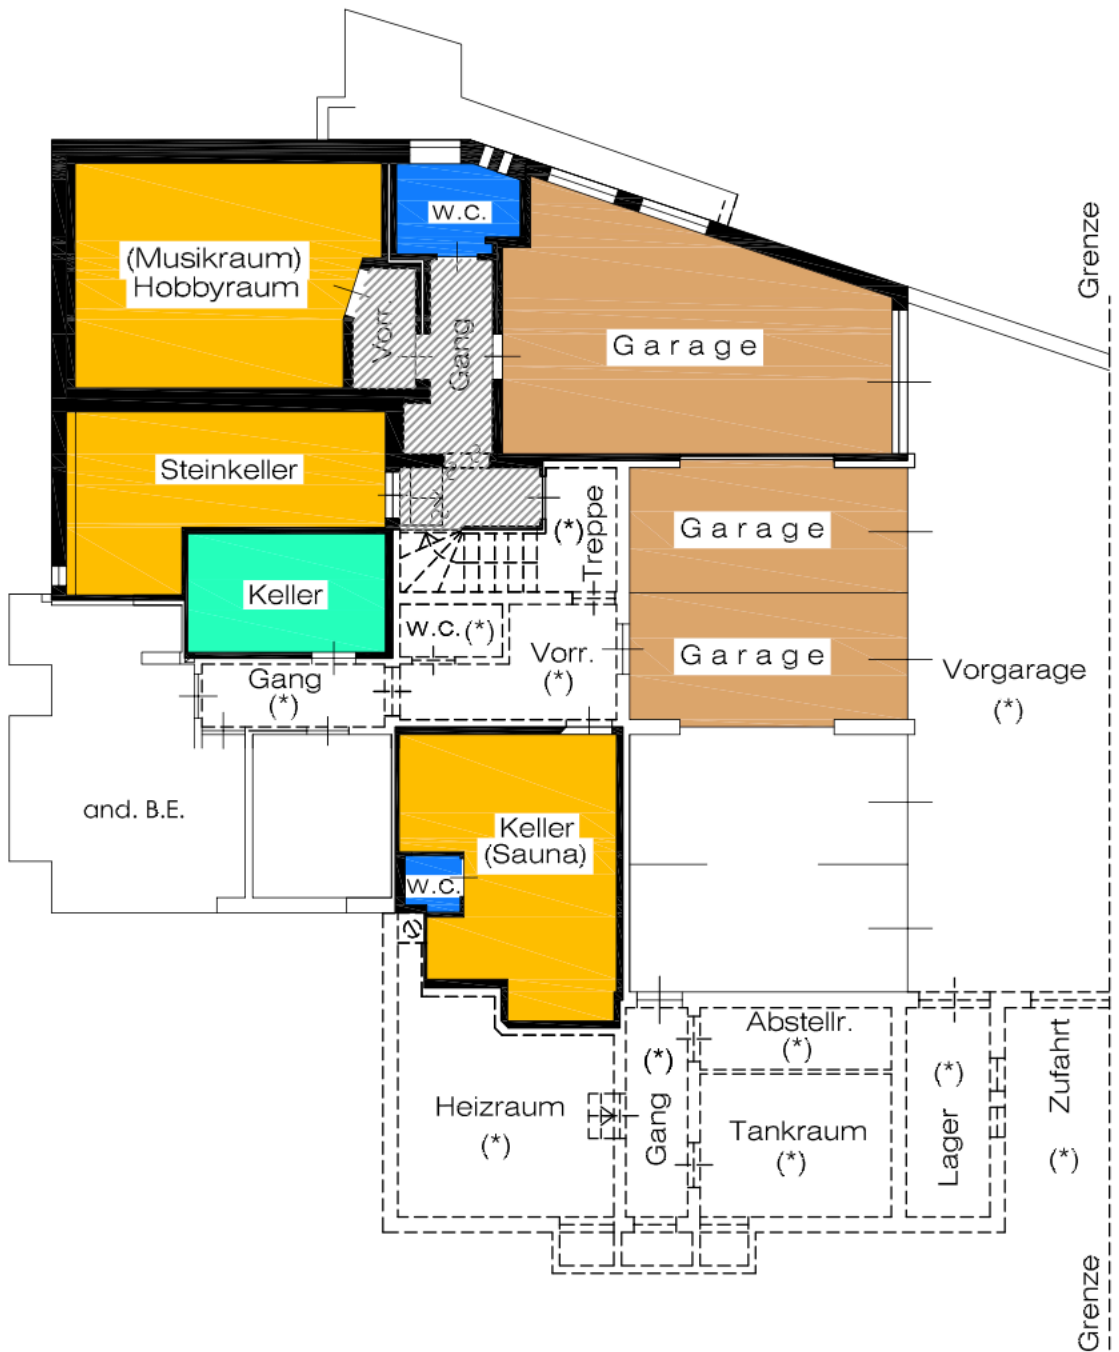 Grenze
w.c.
(Musikraum)
Hobbyraum
Vorr.
Gang
Garage
Steinkeller
Garage
(*)
Treppe
Keller
w.c. (*)
Garage
Vorr.
(*)
Gang
(*)
Vorgarage
(*)
and. B.E.
Keller
(Sauna)
w.c.
Abstellr.
(*)
(*)
Gang
Heizraum
(*)
Tankraum
(*)
(*)
Lager
Zufahrt
(*)
Grenze